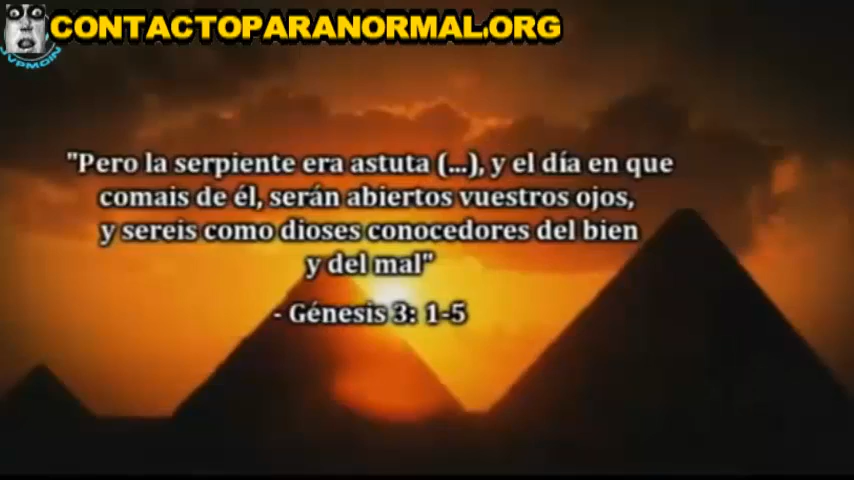 CONTACTOPARANORMAL.ORG
VVPMOIN
"Pero la serpiente era astuta (...), y el día en que
comais de él, serán abiertos vuestros ojos,
y sereis como dioses conocedores del bien
y del mal"
- Génesis 3: 1-5